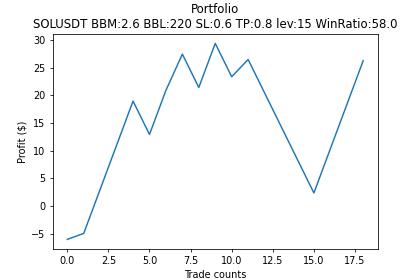 Portfolio
SOLUSDT BBM:2.6 BBL:220 SL:0.6 TP:0.8 lev:15 WinRatio:58.0
30
25
20
15
10
5
0
−5
Profit ($)
0.0 2.5 5.0 7.5 10.0 12.5 15.0 17.5
Trade counts